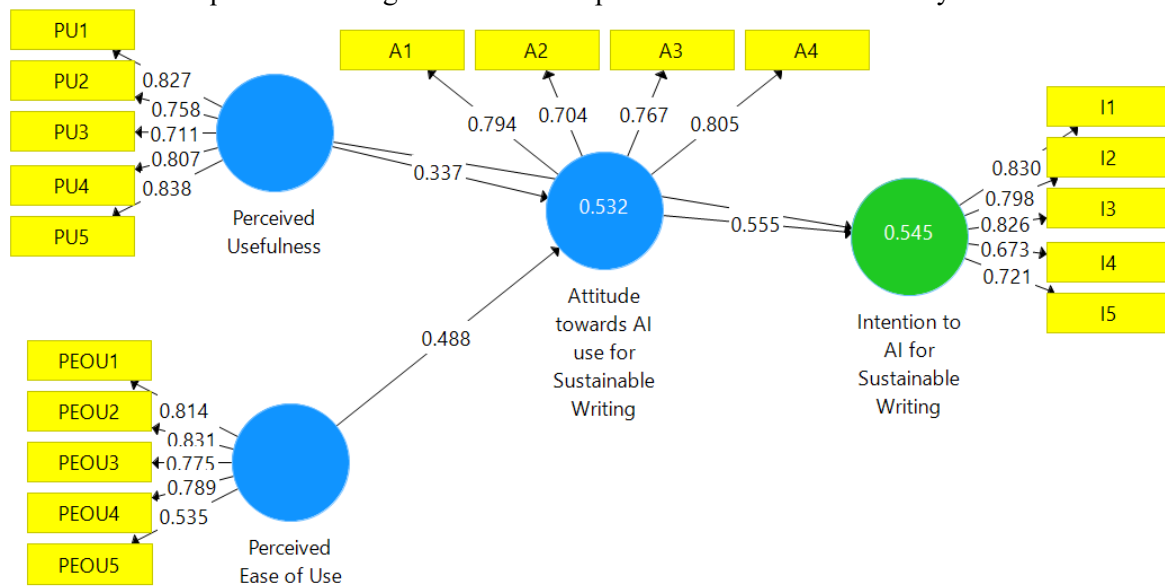 PU1
PU2
PU3
PU4
PU5
0.827
0.758
0.711
0.807
0.838
Perceived
Usefulness
A1
A2
A3
A4
0.794
0.704
0.767
0.805
0.337
0.532
Attitude
towards AI
use for
Sustainable
Writing
0.555
0.545
Intention to
AI for
Sustainable
Writing
0.830
0.798
0.826
0.673
0.721
I1
I2
I3
I4
I5
0.488
PEOU1
PEOU2
PEOU3
PEOU4
PEOU5
0.814
0.831
0.775
0.789
0.535
Perceived
Ease of Use